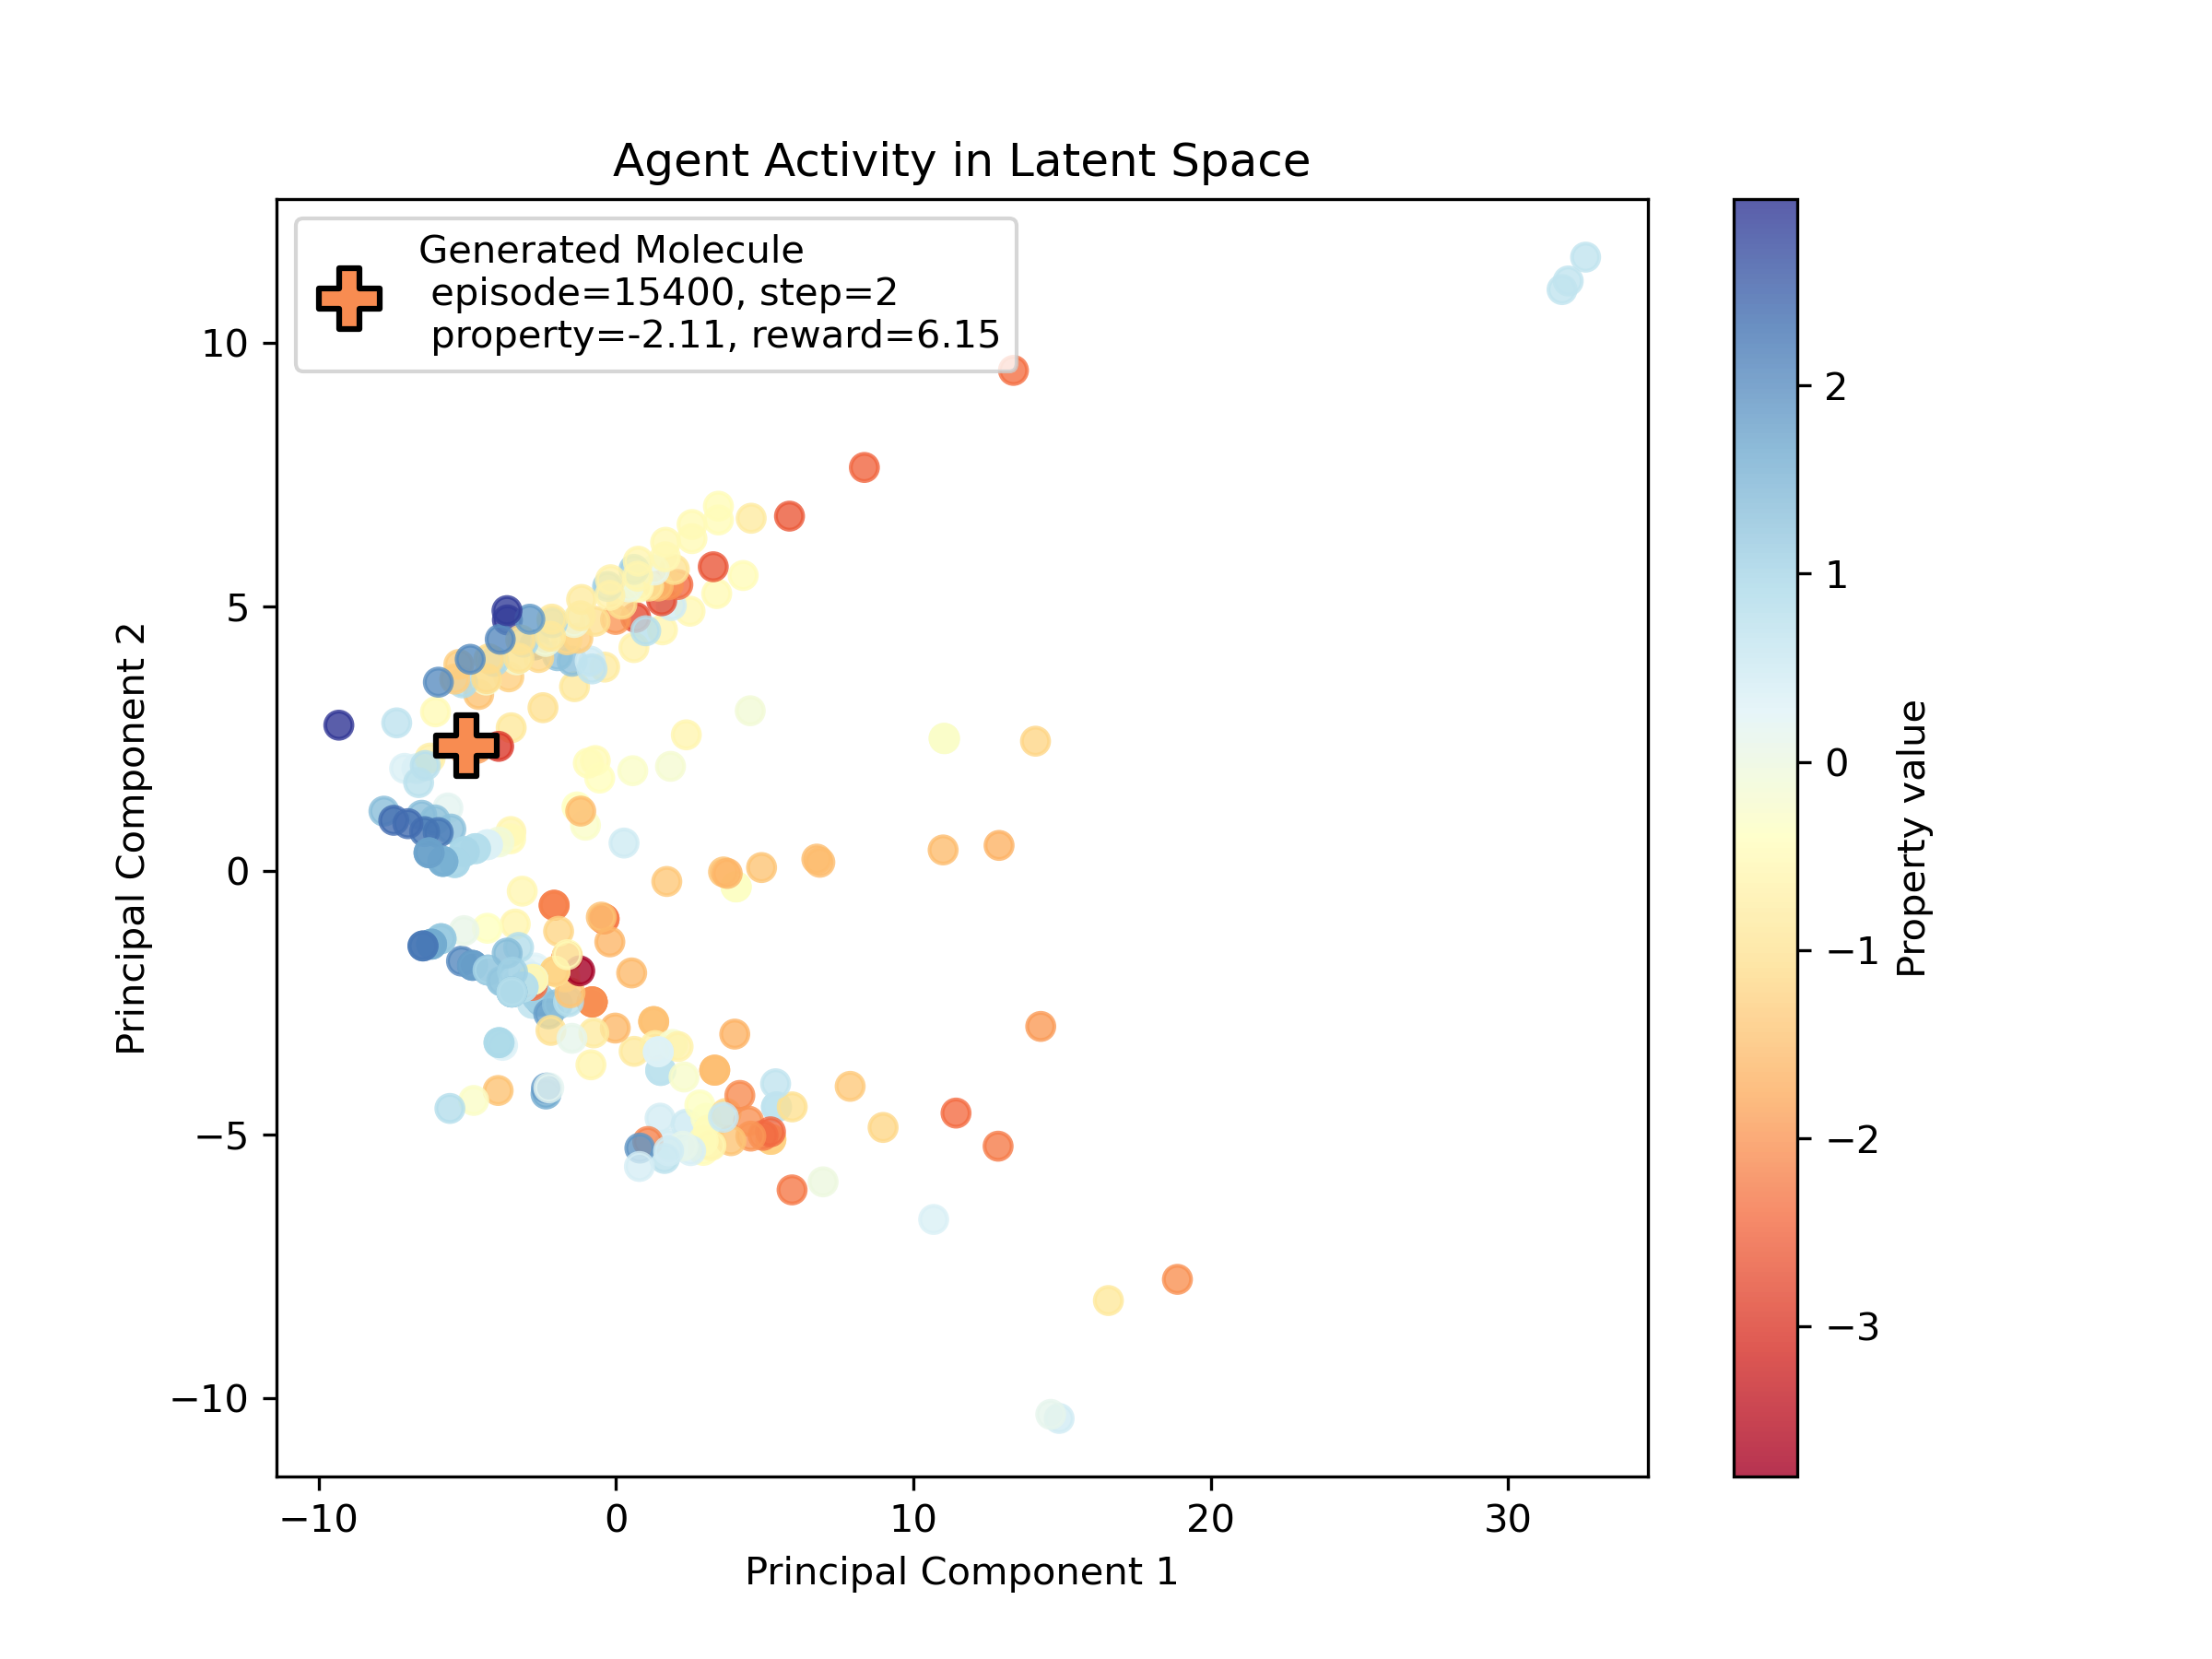 Agent Activity in Latent Space
Generated Molecule
episode=15400, step=2
property=-2.11, reward=6.15
10
5
0
−5
−10
Principal Component 2
−10
0
10
20
30
Principal Component 1
2
1
0
−1
−2
−3
Property value